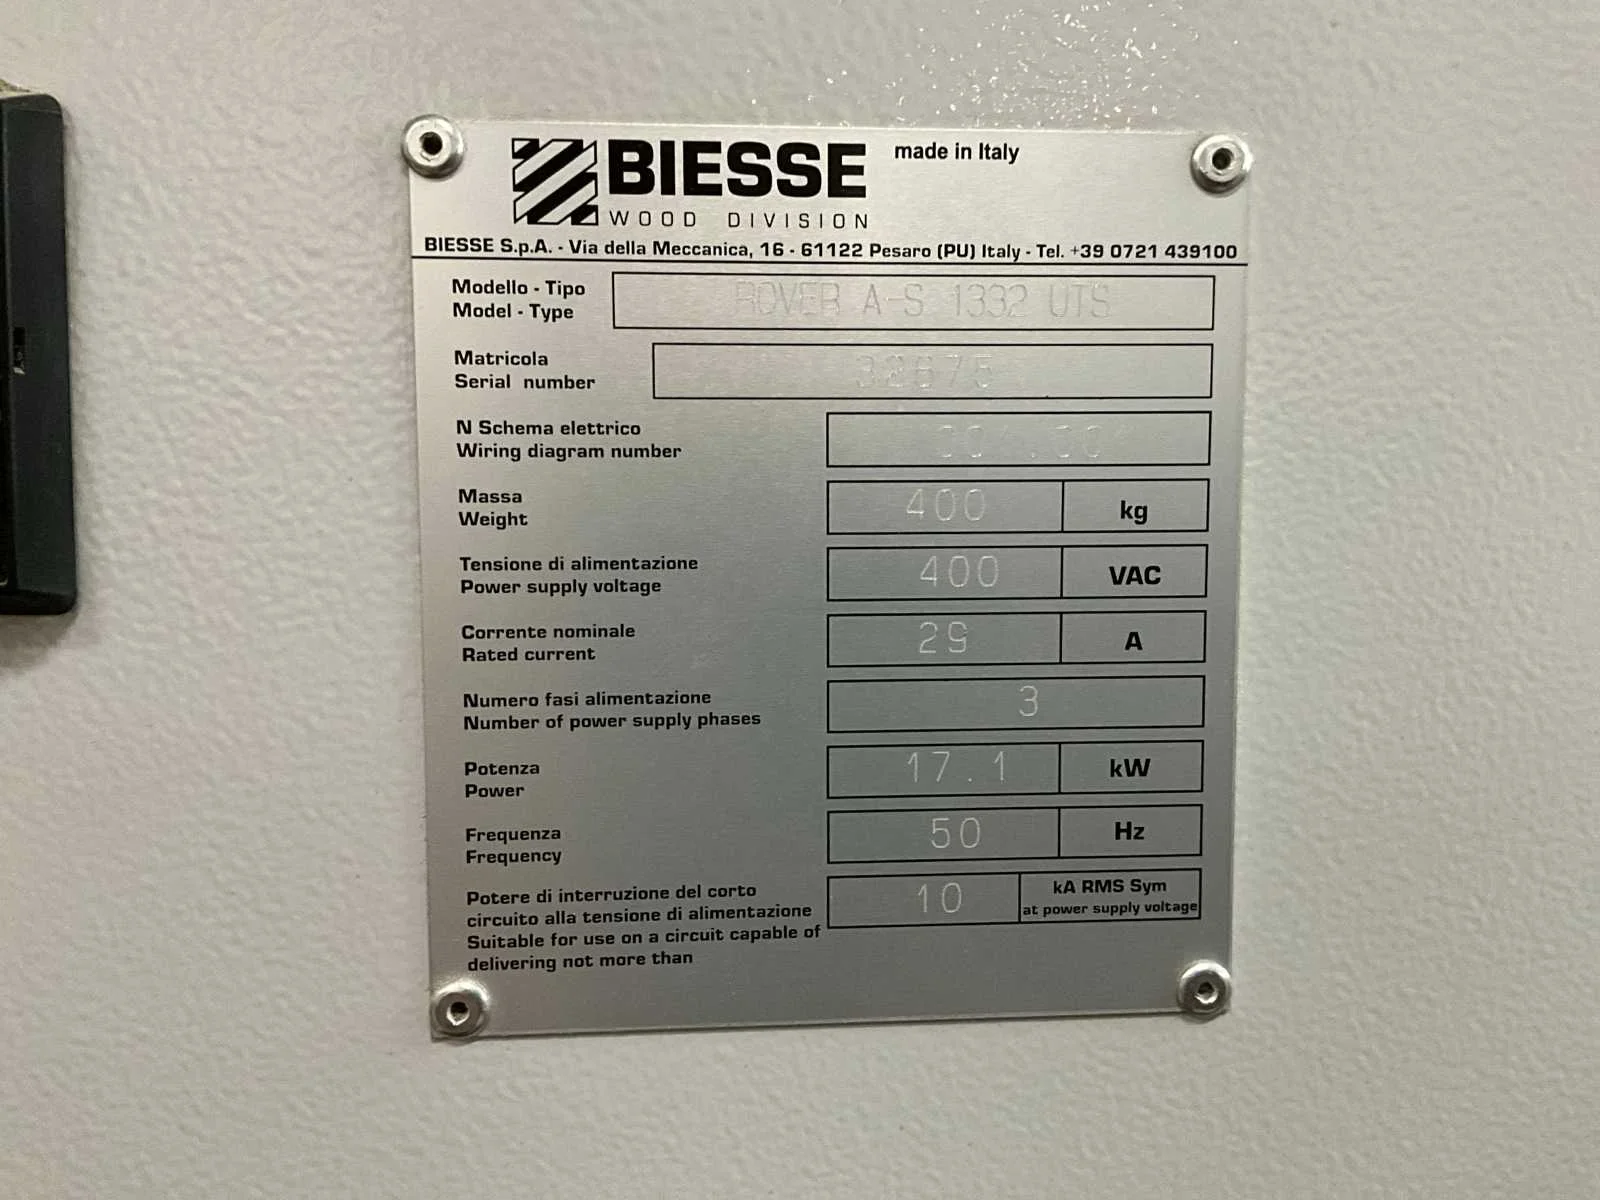 BIESSE
made in Italy
WOOD DIVISION
BIESSE S.p.A. - Via della Meccanica, 16 - 61122 Pesaro (PU) Italy - Tel. +39 0721 439100
Modello - Tipo
Model - Type
ROVER A-S 1332 UTS
Matricola
Serial number
N Schema elettrico
Wiring diagram number
Massa
Weight
400 kg
Tensione di alimentazione
Power supply voltage
400 VAC
Corrente nominale
Rated current
29 A
Numero fasi alimentazione
Number of power supply phases
3
Potenza
Power
17.1 kW
Frequenza
Frequency
50 Hz
Potere di interruzione del corto
circuito alla tensione di alimentazione
Suitable for use on a circuit capable of
delivering not more than
10
kA RMS Sym
at power supply voltage